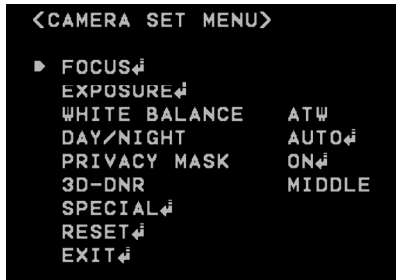 <CAMERA SET MENU>
► FOCUS↲
EXPOSURE↲
WHITE BALANCE ATW
DAY/NIGHT AUTO↲
PRIVACY MASK ON↲
3D-DNR MIDDLE
SPECIAL↲
RESET↲
EXIT↲